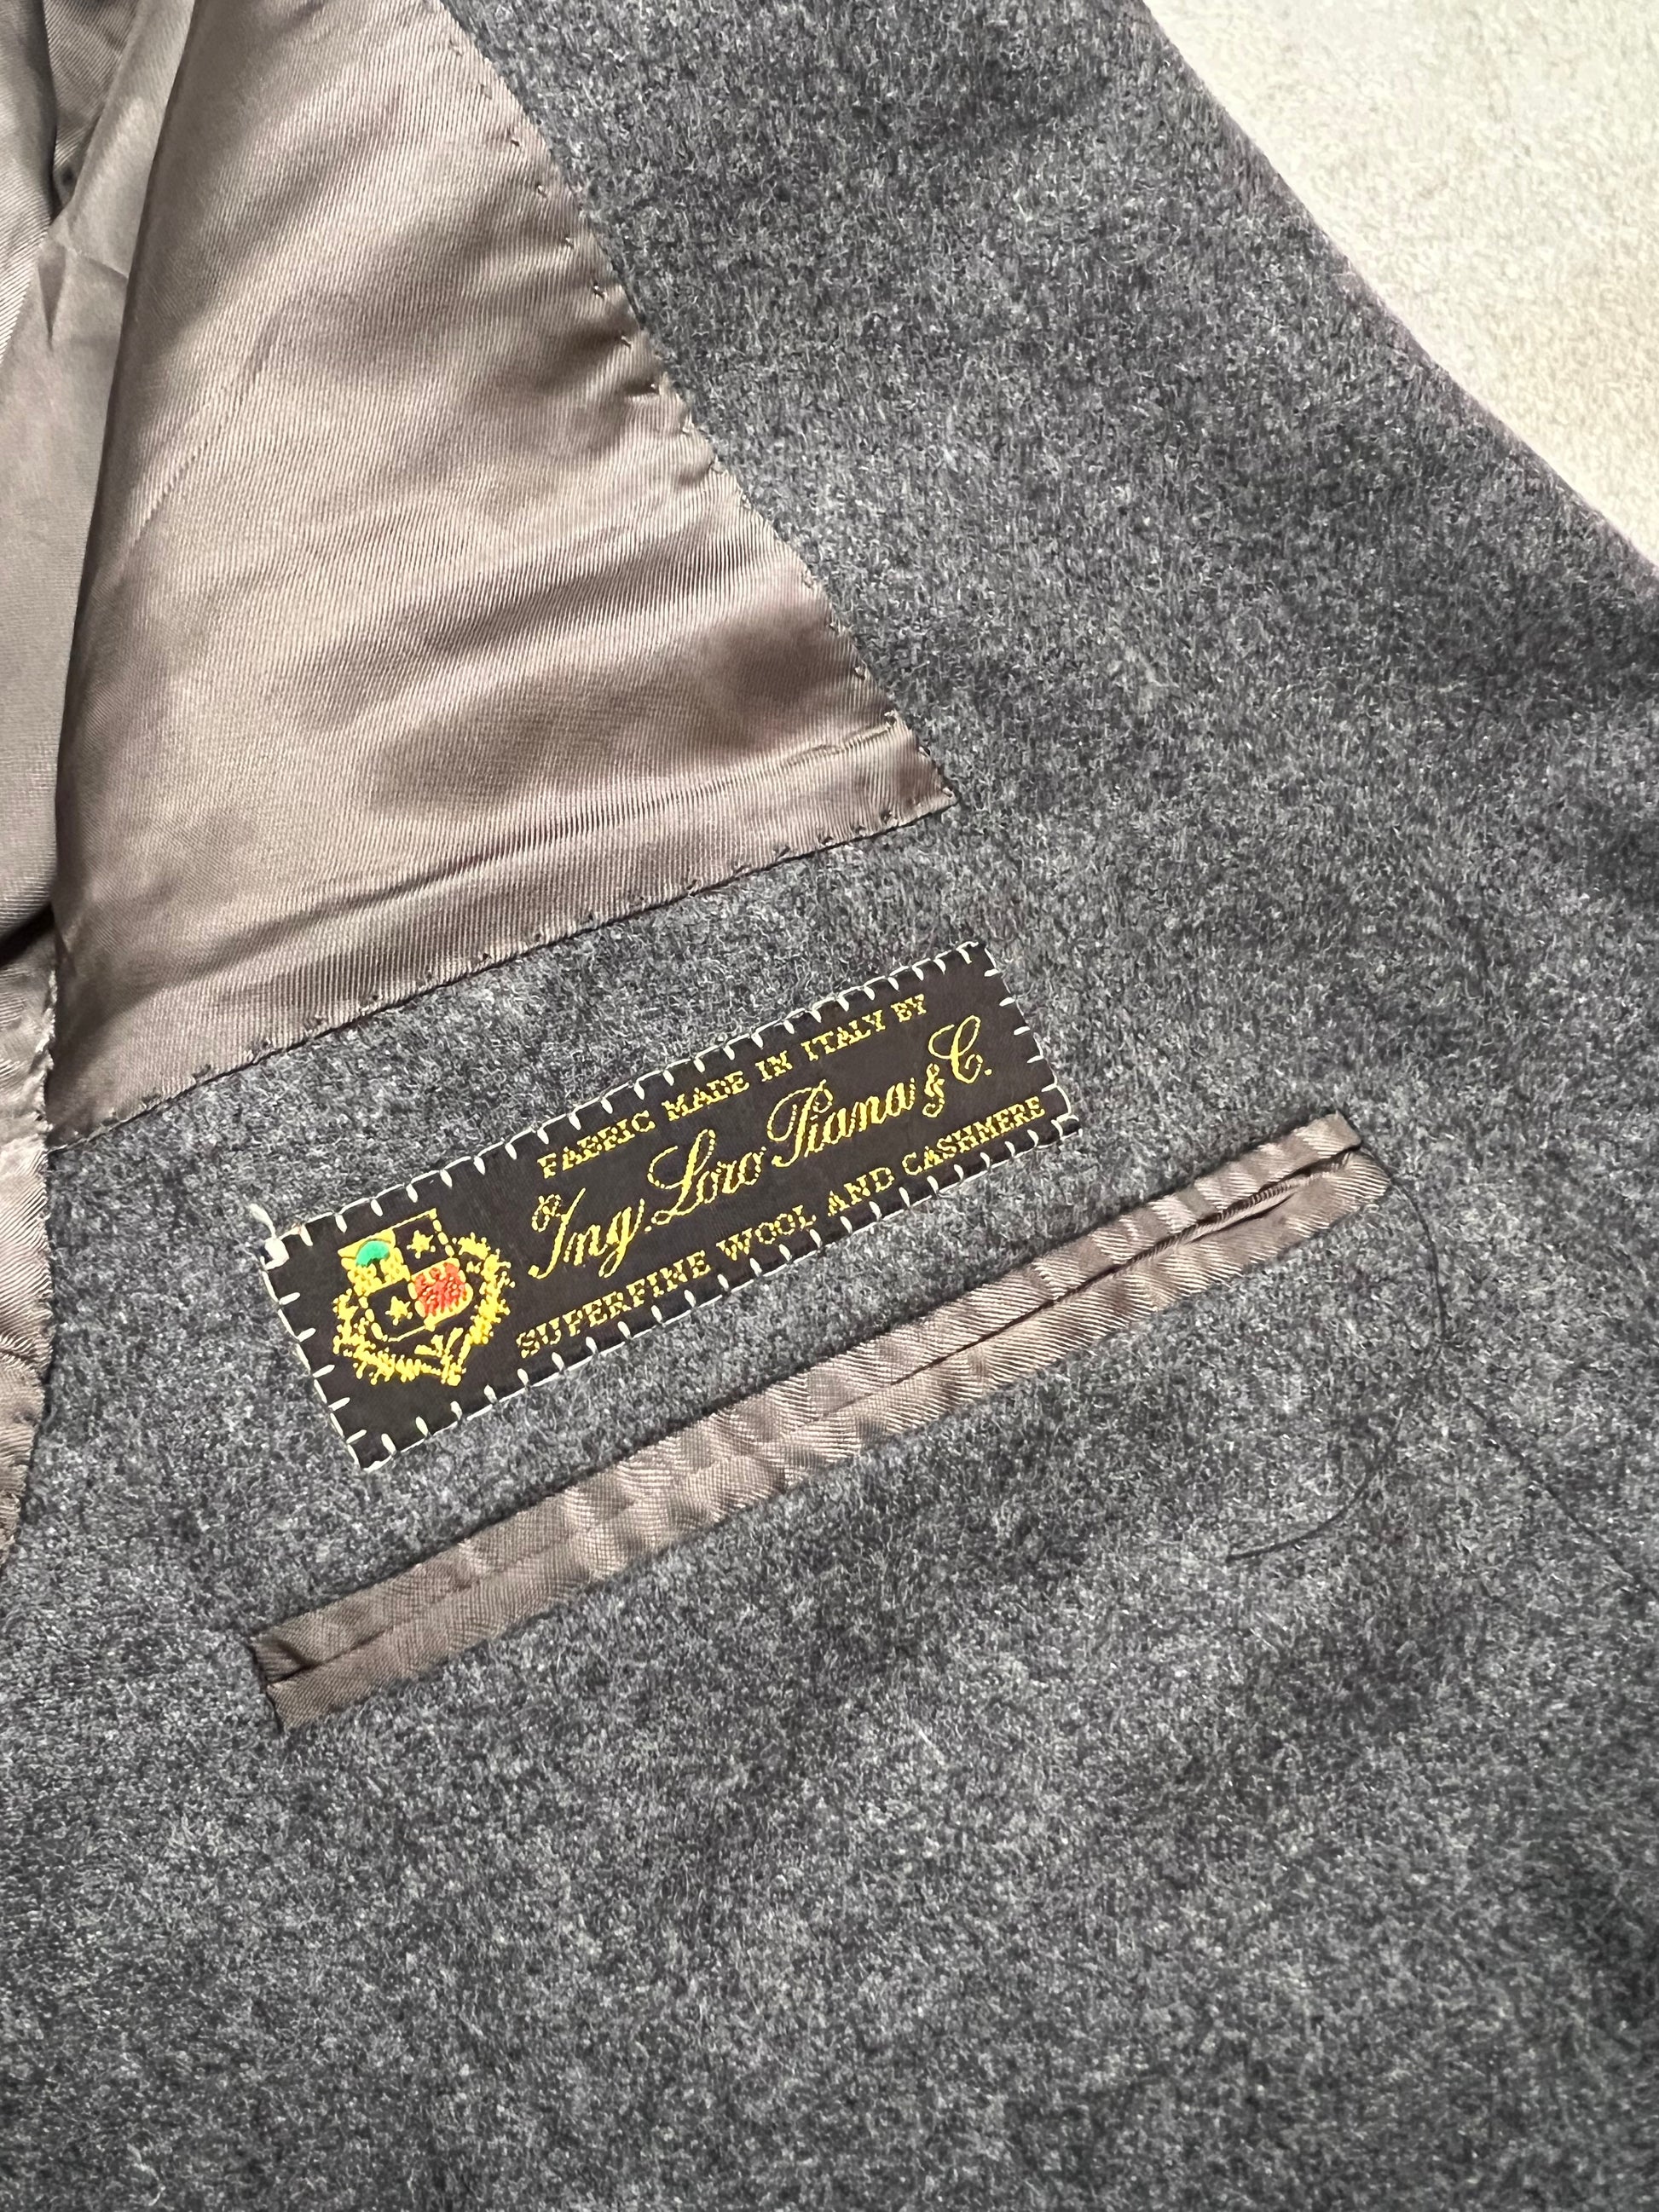 FABRIC MADE IN ITALY BY
Ing. Loro Piana & C.
SUPERFINE WOOL AND CASHMERE